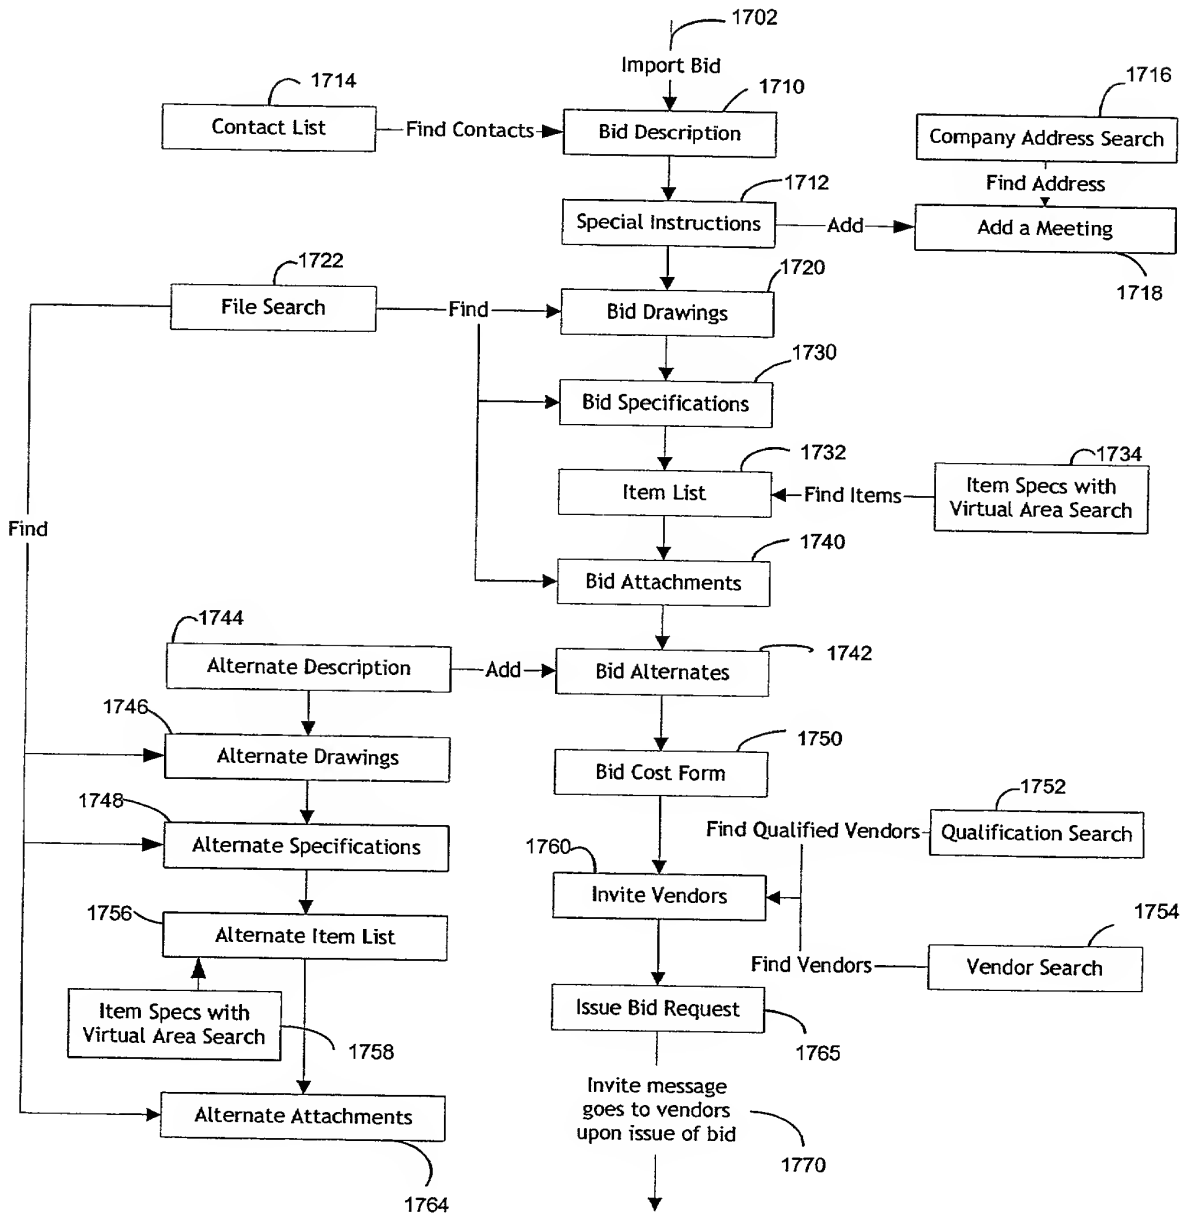 1702
Import Bid
1714
1710
1716
Contact List
Find Contacts
Bid Description
Company Address Search
1712
Find Address
Special Instructions
Add
Add a Meeting
1722
1720
1718
File Search
Find
Bid Drawings
1730
Bid Specifications
1732
1734
Item List
Find Items
Item Specs with
Virtual Area Search
Find
1740
Bid Attachments
1744
1742
Alternate Description
Add
Bid Alternates
1746
1750
Alternate Drawings
Bid Cost Form
1752
1748
Find Qualified Vendors
Qualification Search
Alternate Specifications
1760
Invite Vendors
1756
1754
Alternate Item List
Find Vendors
Vendor Search
Item Specs with
Virtual Area Search
Issue Bid Request
1758
1765
Invite message
goes to vendors
upon issue of bid
Alternate Attachments
1770
1764